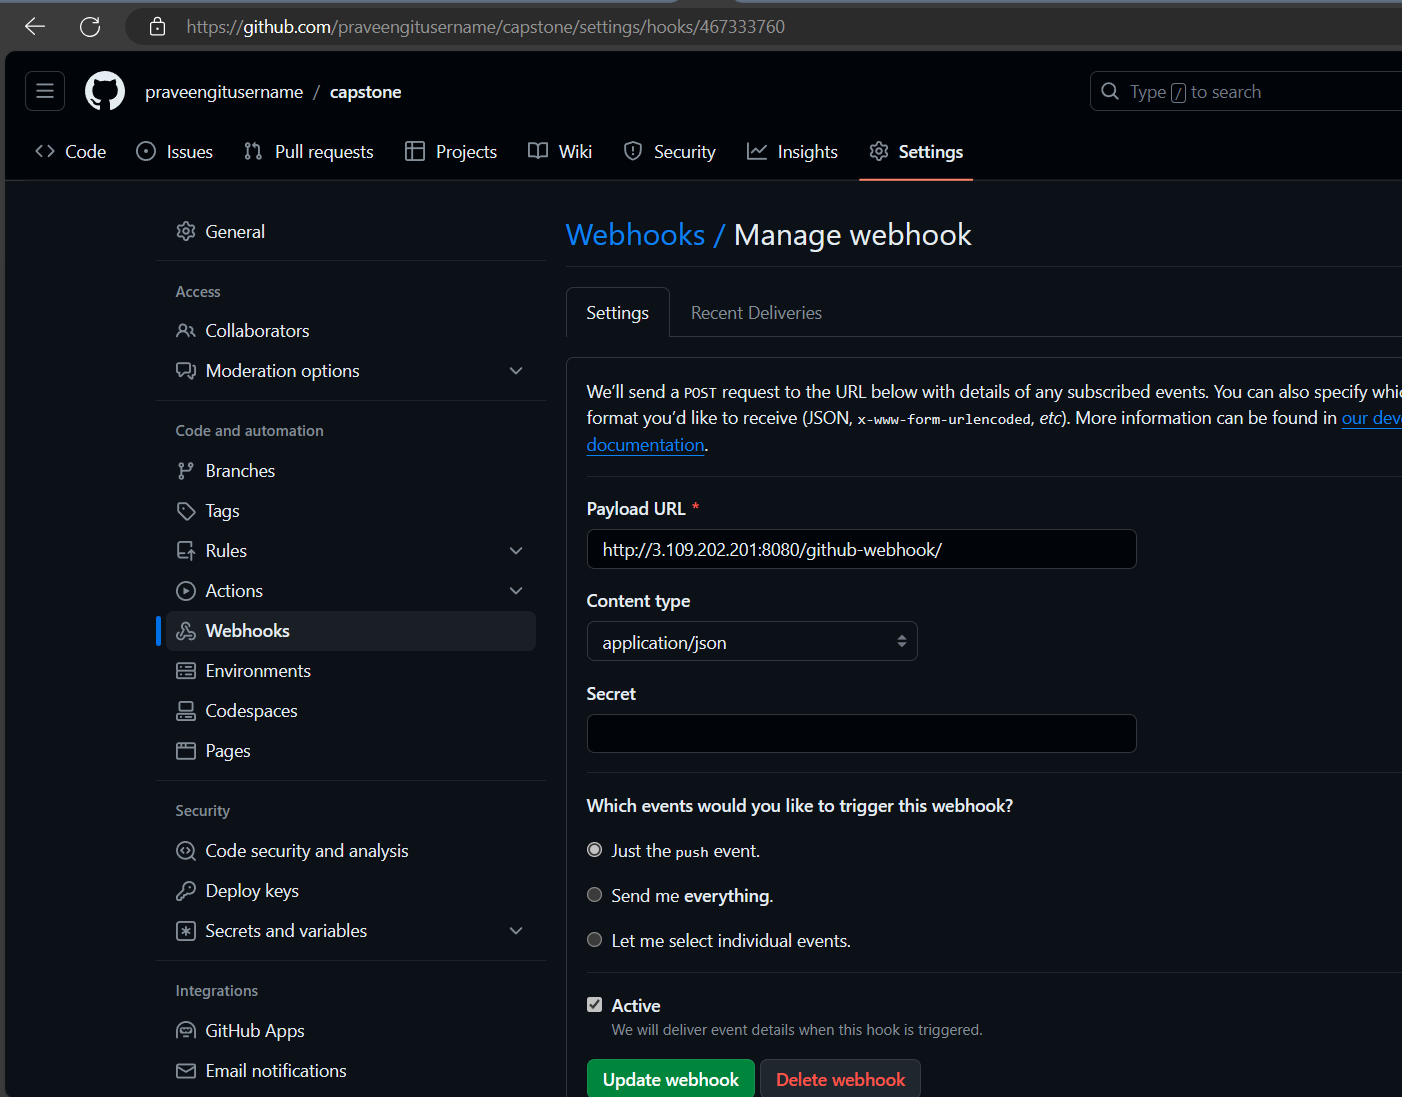 https://github.com/praveengitusername/capstone/settings/hooks/467333760
praveengitusername / capstone
Type / to search
Code Issues Pull requests Projects Wiki Security Insights Settings
General
Access
Collaborators
Moderation options
Code and automation
Branches
Tags
Rules
Actions
Webhooks
Environments
Codespaces
Pages
Security
Code security and analysis
Deploy keys
Secrets and variables
Integrations
GitHub Apps
Email notifications
Webhooks / Manage webhook
Settings Recent Deliveries
We’ll send a POST request to the URL below with details of any subscribed events. You can also specify
format you’d like to receive (JSON, x-www-form-urlencoded, etc). More information can be found in our
documentation.
Payload URL *
http://3.109.202.201:8080/github-webhook/
Content type
application/json
Secret
Which events would you like to trigger this webhook?
Just the push event.
Send me everything.
Let me select individual events.
Active
We will deliver event details when this hook is triggered.
Update webhook Delete webhook